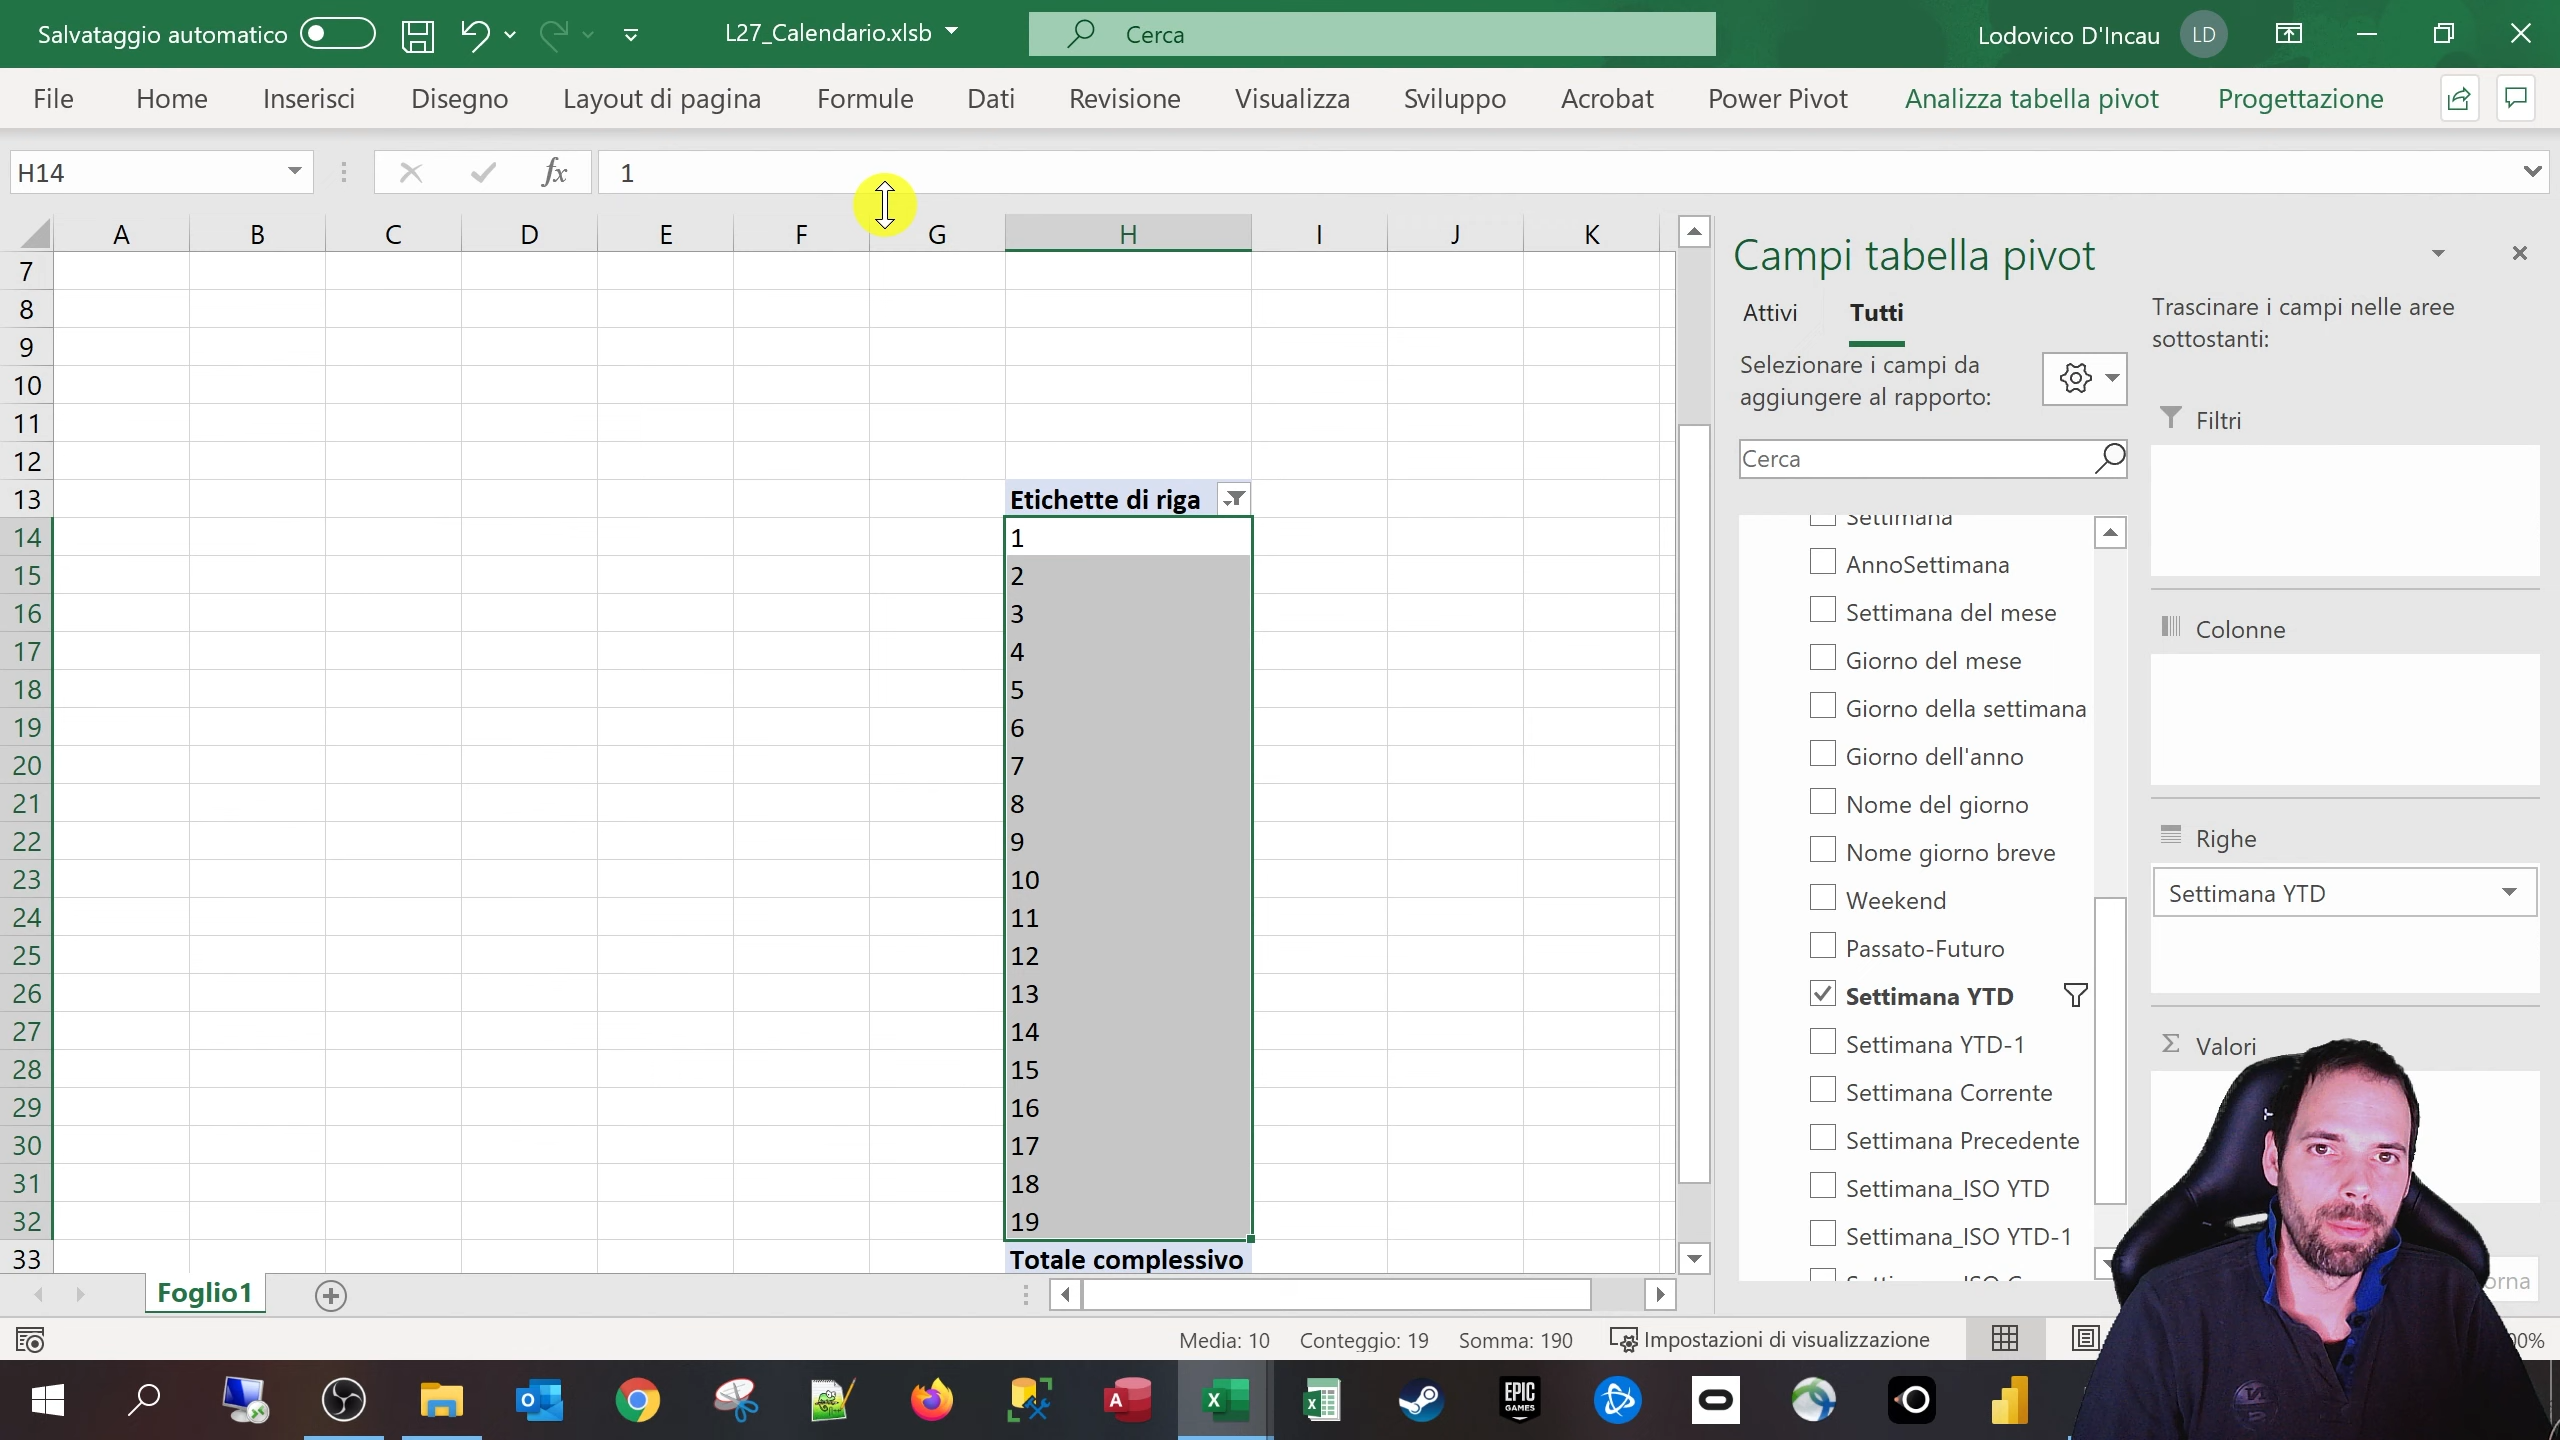 Salvataggio automatico
L27_Calendario.xlsb
Cerca
Lodovico D'Incau
LD
File Home Inserisci Disegno Layout di pagina Formule Dati Revisione Visualizza Sviluppo Acrobat Power Pivot Analizza tabella pivot Progettazione
H14
fx
1
A B C D E F G H I J K
7
8
9
10
11
12
13 Etichette di riga
14 1
15 2
16 3
17 4
18 5
19 6
20 7
21 8
22 9
23 10
24 11
25 12
26 13
27 14
28 15
29 16
30 17
31 18
32 19
33 Totale complessivo
Campi tabella pivot
Attivi Tutti
Selezionare i campi da
aggiungere al rapporto:
Cerca
Settimana
AnnoSettimana
Settimana del mese
Giorno del mese
Giorno della settimana
Giorno dell'anno
Nome del giorno
Nome giorno breve
Weekend
Passato-Futuro
Settimana YTD
Settimana YTD-1
Settimana Corrente
Settimana Precedente
Settimana_ISO YTD
Settimana_ISO YTD-1
Trascinare i campi nelle aree
sottostanti:
Filtri
Colonne
Righe
Settimana YTD
Σ Valori
orna
Foglio1
Media: 10 Conteggio: 19 Somma: 190 Impostazioni di visualizzazione
00%
EPIC
GAMES